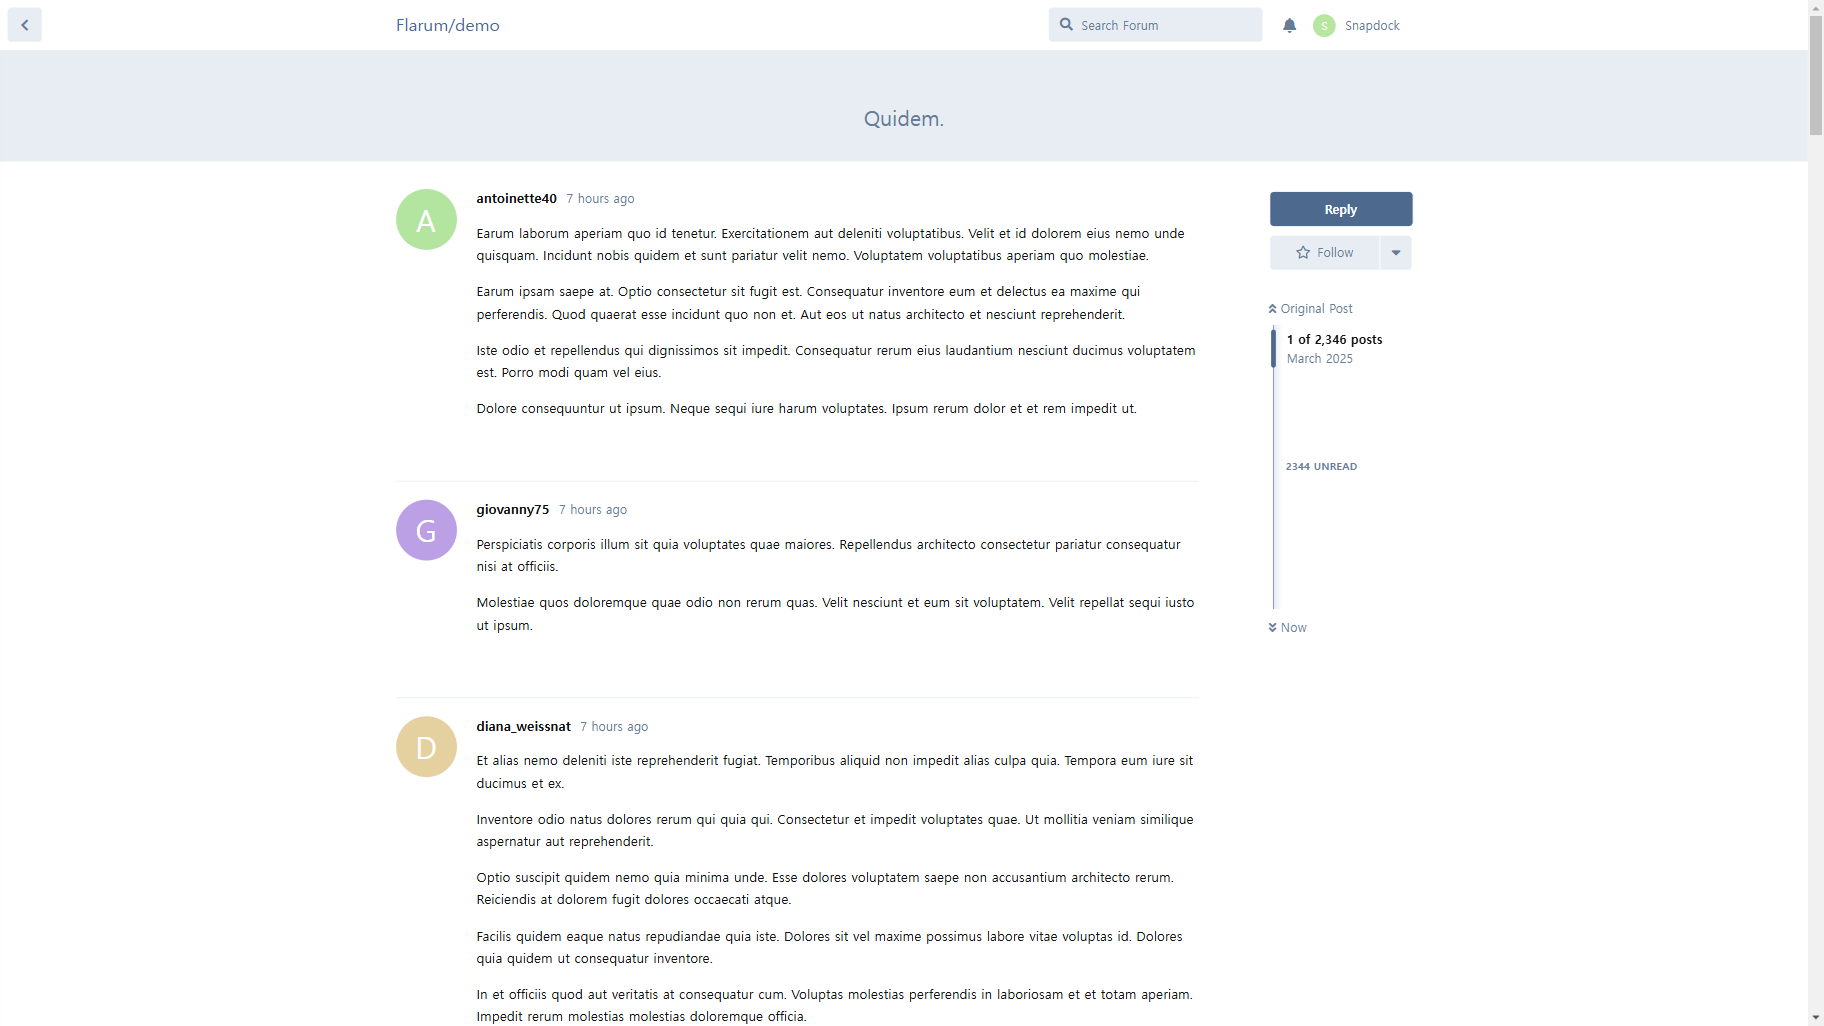 Flarum/demo
Search Forum
S
Snapdock
Quidem.
A
antoinette40 7 hours ago
Earum laborum aperiam quo id tenetur. Exercitationem aut deleniti voluptatibus. Velit et id dolorem eius nemo unde
quisquam. Incidunt nobis quidem et sunt pariatur velit nemo. Voluptatem voluptatibus aperiam quo molestiae.
Earum ipsam saepe at. Optio consectetur sit fugit est. Consequatur inventore eum et delectus ea maxime qui
perferendis. Quod quaerat esse incidunt quo non et. Aut eos ut natus architecto et nesciunt reprehenderit.
Iste odio et repellendus qui dignissimos sit impedit. Consequatur rerum eius laudantium nesciunt ducimus voluptatem
est. Porro modi quam vel eius.
Dolore consequuntur ut ipsum. Neque sequi iure harum voluptates. Ipsum rerum dolor et et rem impedit ut.
G
giovanny75 7 hours ago
Perspiciatis corporis illum sit quia voluptates quae maiores. Repellendus architecto consectetur pariatur consequatur
nisi at officiis.
Molestiae quos doloremque quae odio non rerum quas. Velit nesciunt et eum sit voluptatem. Velit repellat sequi iusto
ut ipsum.
D
diana_weissnat 7 hours ago
Et alias nemo deleniti iste reprehenderit fugiat. Temporibus aliquid non impedit alias culpa quia. Tempora eum iure sit
ducimus et ex.
Inventore odio natus dolores rerum qui quia qui. Consectetur et impedit voluptates quae. Ut mollitia veniam similique
aspernatur aut reprehenderit.
Optio suscipit quidem nemo quia minima unde. Esse dolores voluptatem saepe non accusantium architecto rerum.
Reiciendis at dolorem fugit dolores occaecati atque.
Facilis quidem eaque natus repudiandae quia iste. Dolores sit vel maxime possimus labore vitae voluptas id. Dolores
quia quidem ut consequatur inventore.
In et officiis quod aut veritatis at consequatur cum. Voluptas molestias perferendis in laboriosam et et totam aperiam.
Impedit rerum molestias molestias doloremque officia.
Reply
Follow
Original Post
1 of 2,346 posts
March 2025
2344 UNREAD
Now